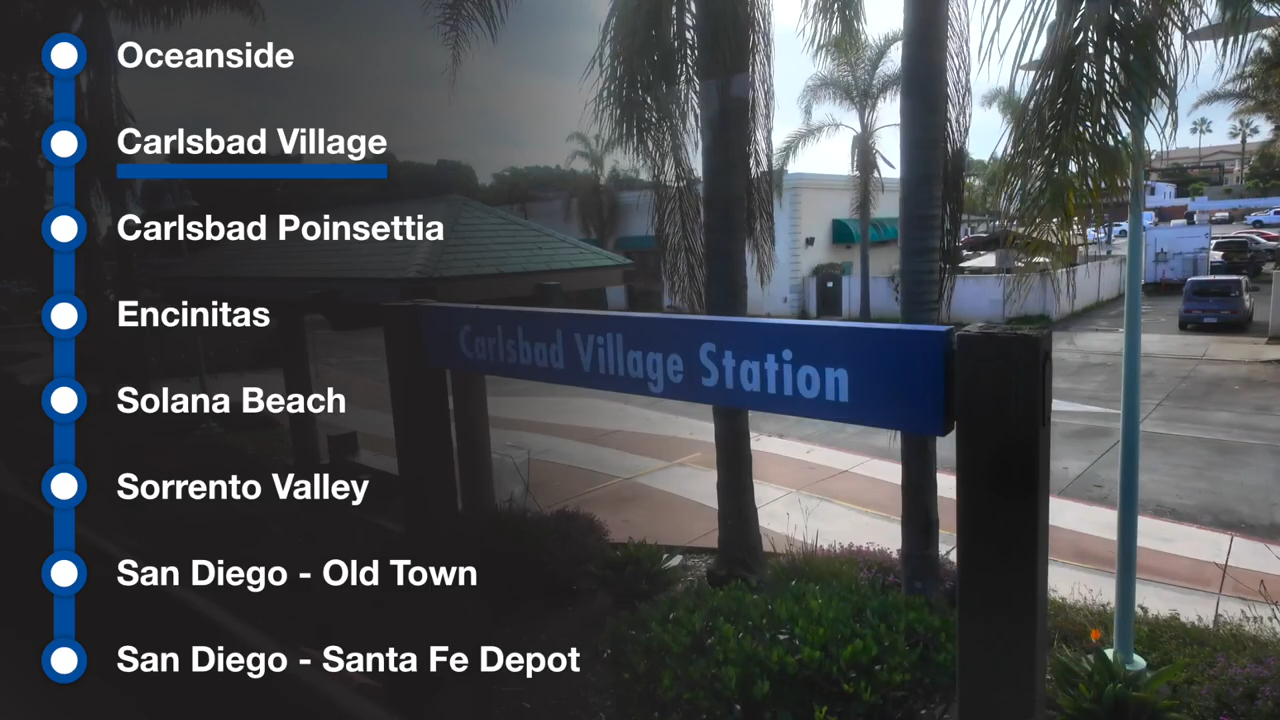 Oceanside
Carlsbad Village
Carlsbad Poinsettia
Encinitas
Solana Beach
Sorrento Valley
San Diego - Old Town
San Diego - Santa Fe Depot
Carlsbad Village Station